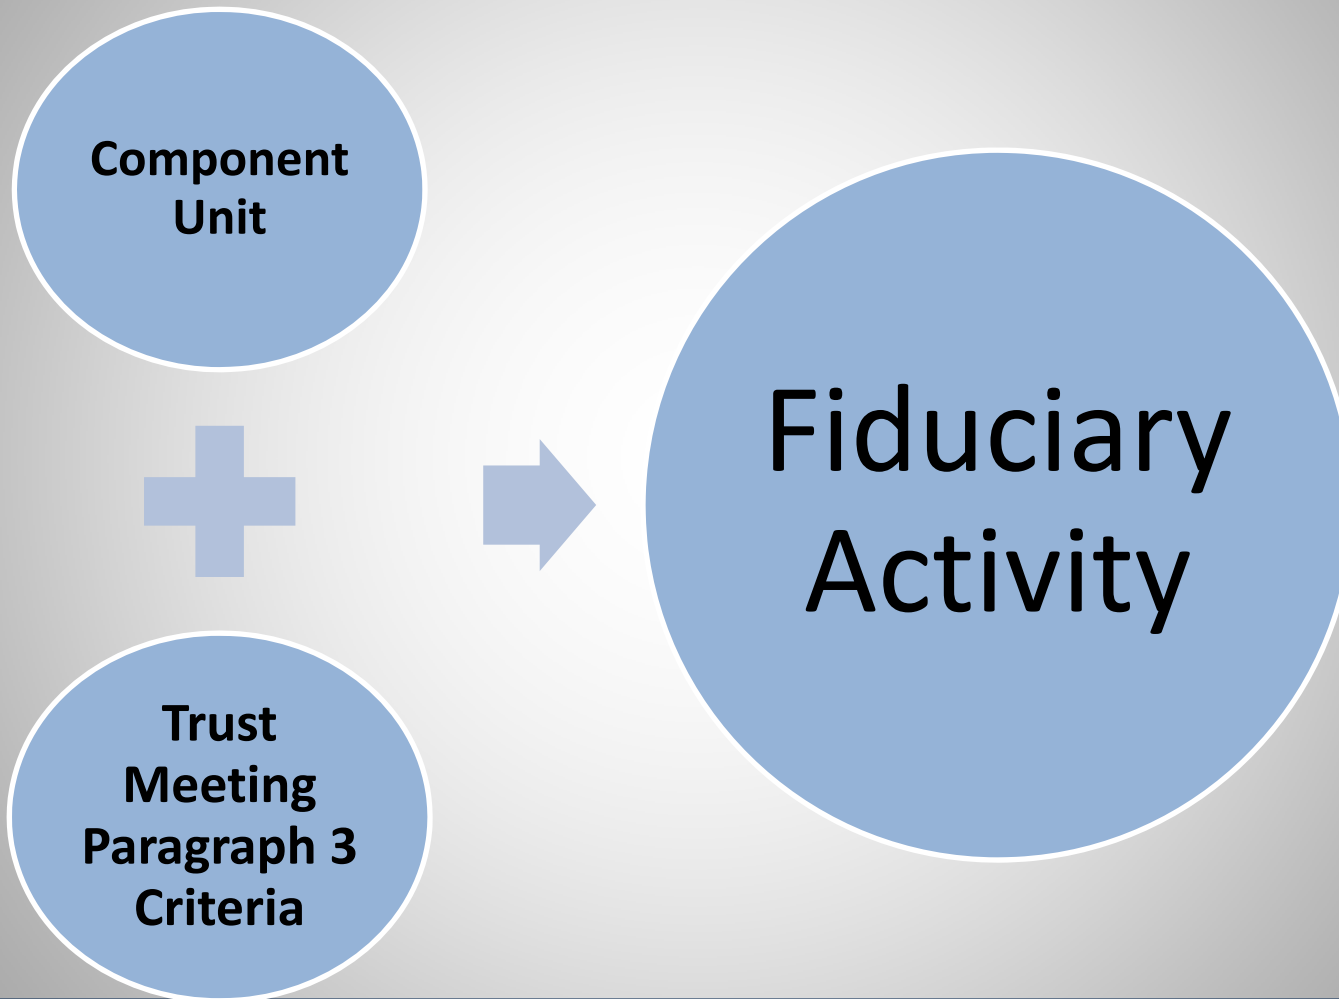 Component
Unit
Trust
Meeting
Paragraph 3
Criteria
Fiduciary
Activity